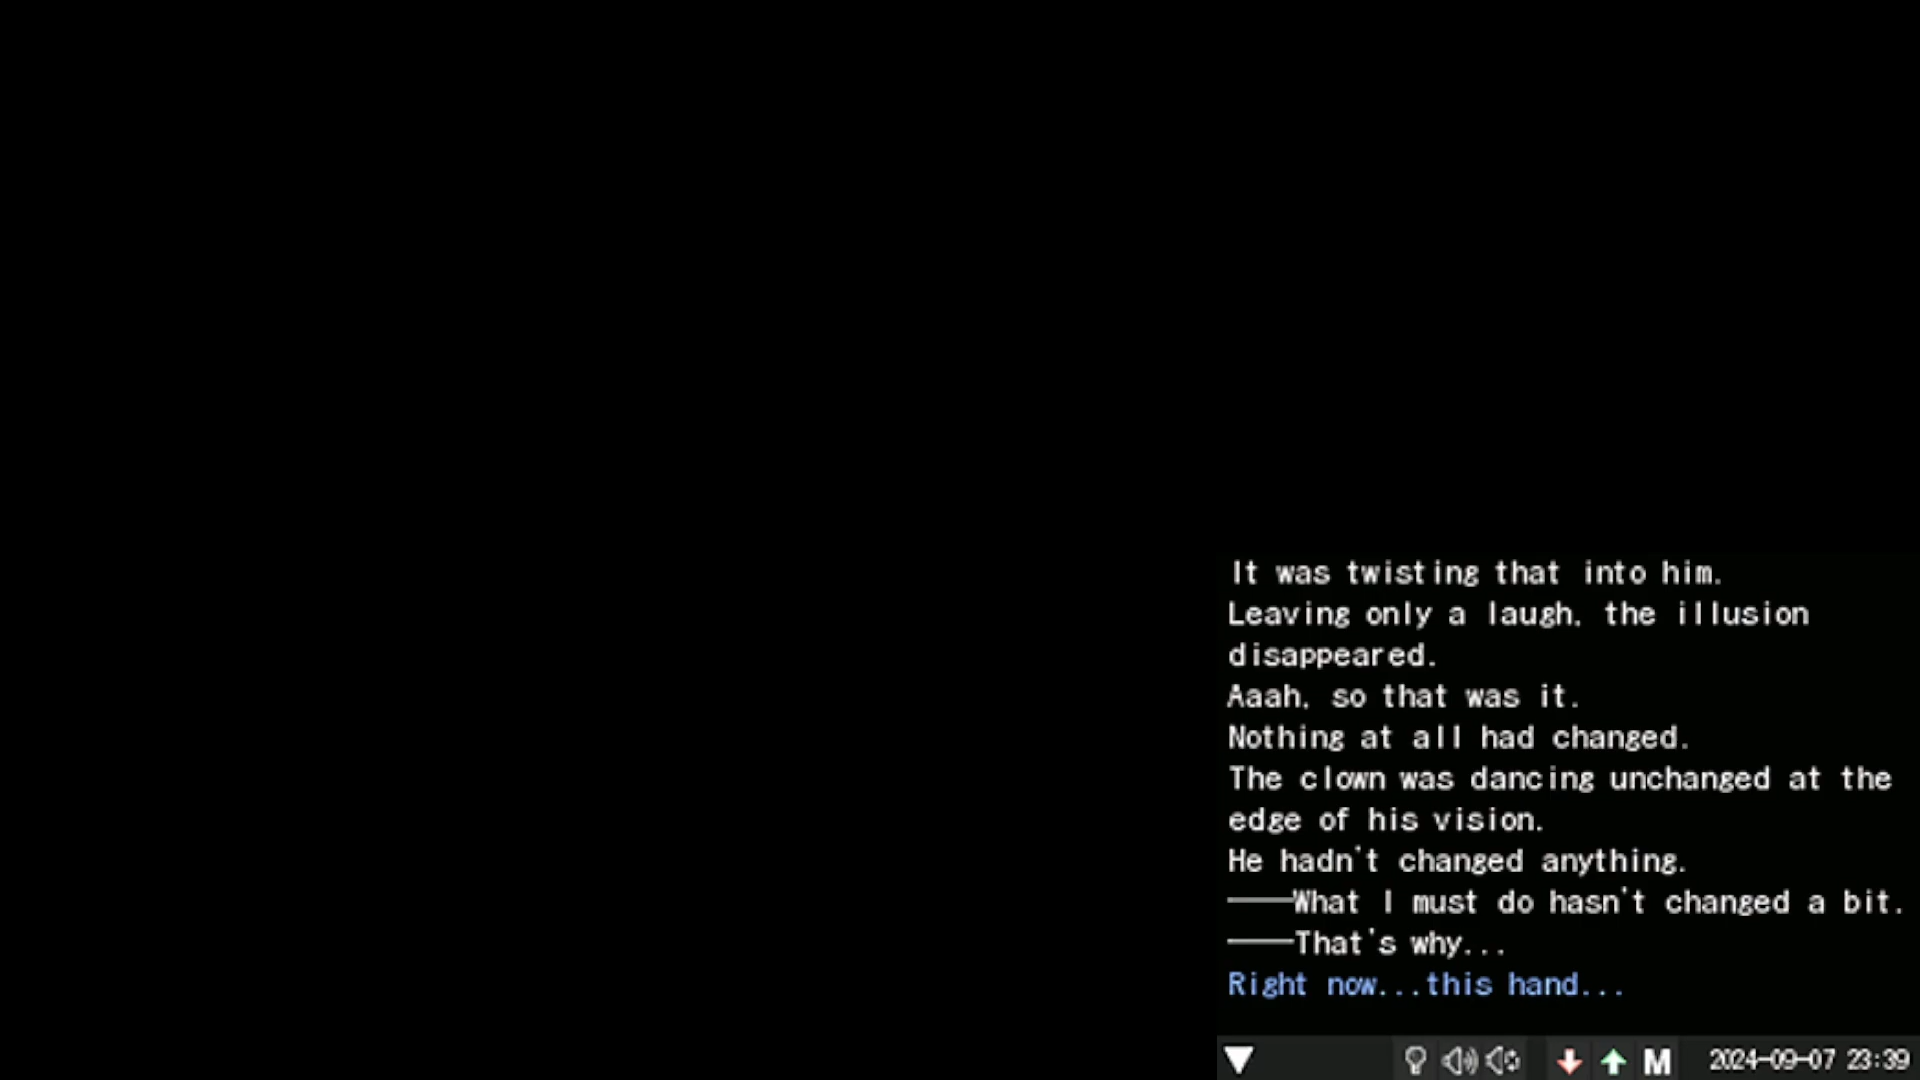 It was twisting that into him.
Leaving only a laugh, the illusion
disappeared.
Aaah, so that was it.
Nothing at all had changed.
The clown was dancing unchanged at the
edge of his vision.
He hadn't changed anything.
――What I must do hasn't changed a bit.
――That's why...
Right now...this hand...
M 2024-09-07 23:39